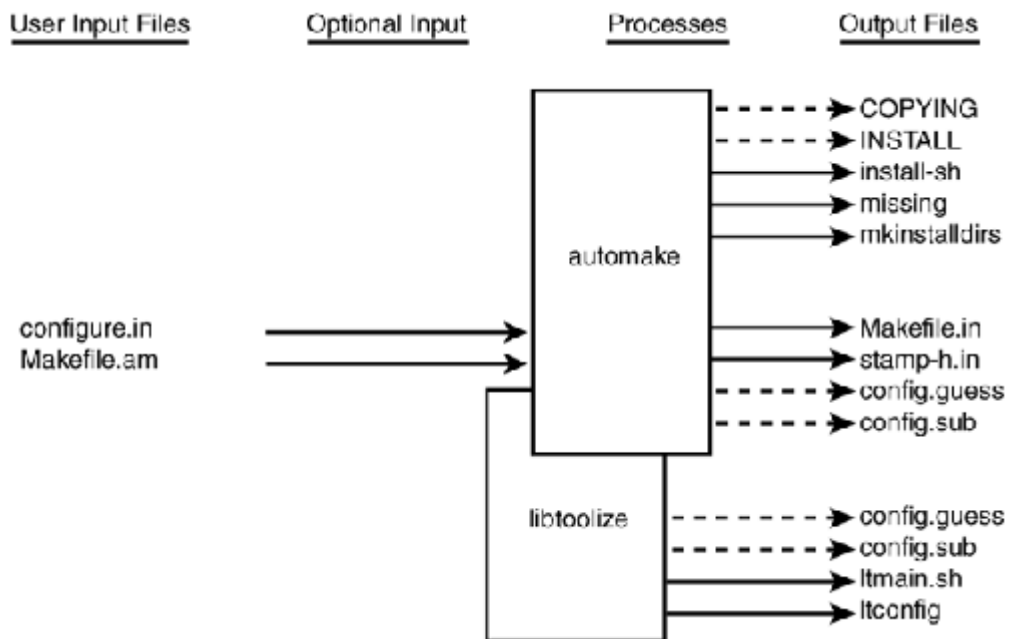 User Input Files Optional Input Processes Output Files
COPYING
INSTALL
install-sh
missing
mkinstalldirs
automake
configure.in
Makefile.am
Makefile.in
stamp-h.in
config.guess
config.sub
libtoolize
config.guess
config.sub
ltmain.sh
ltconfig